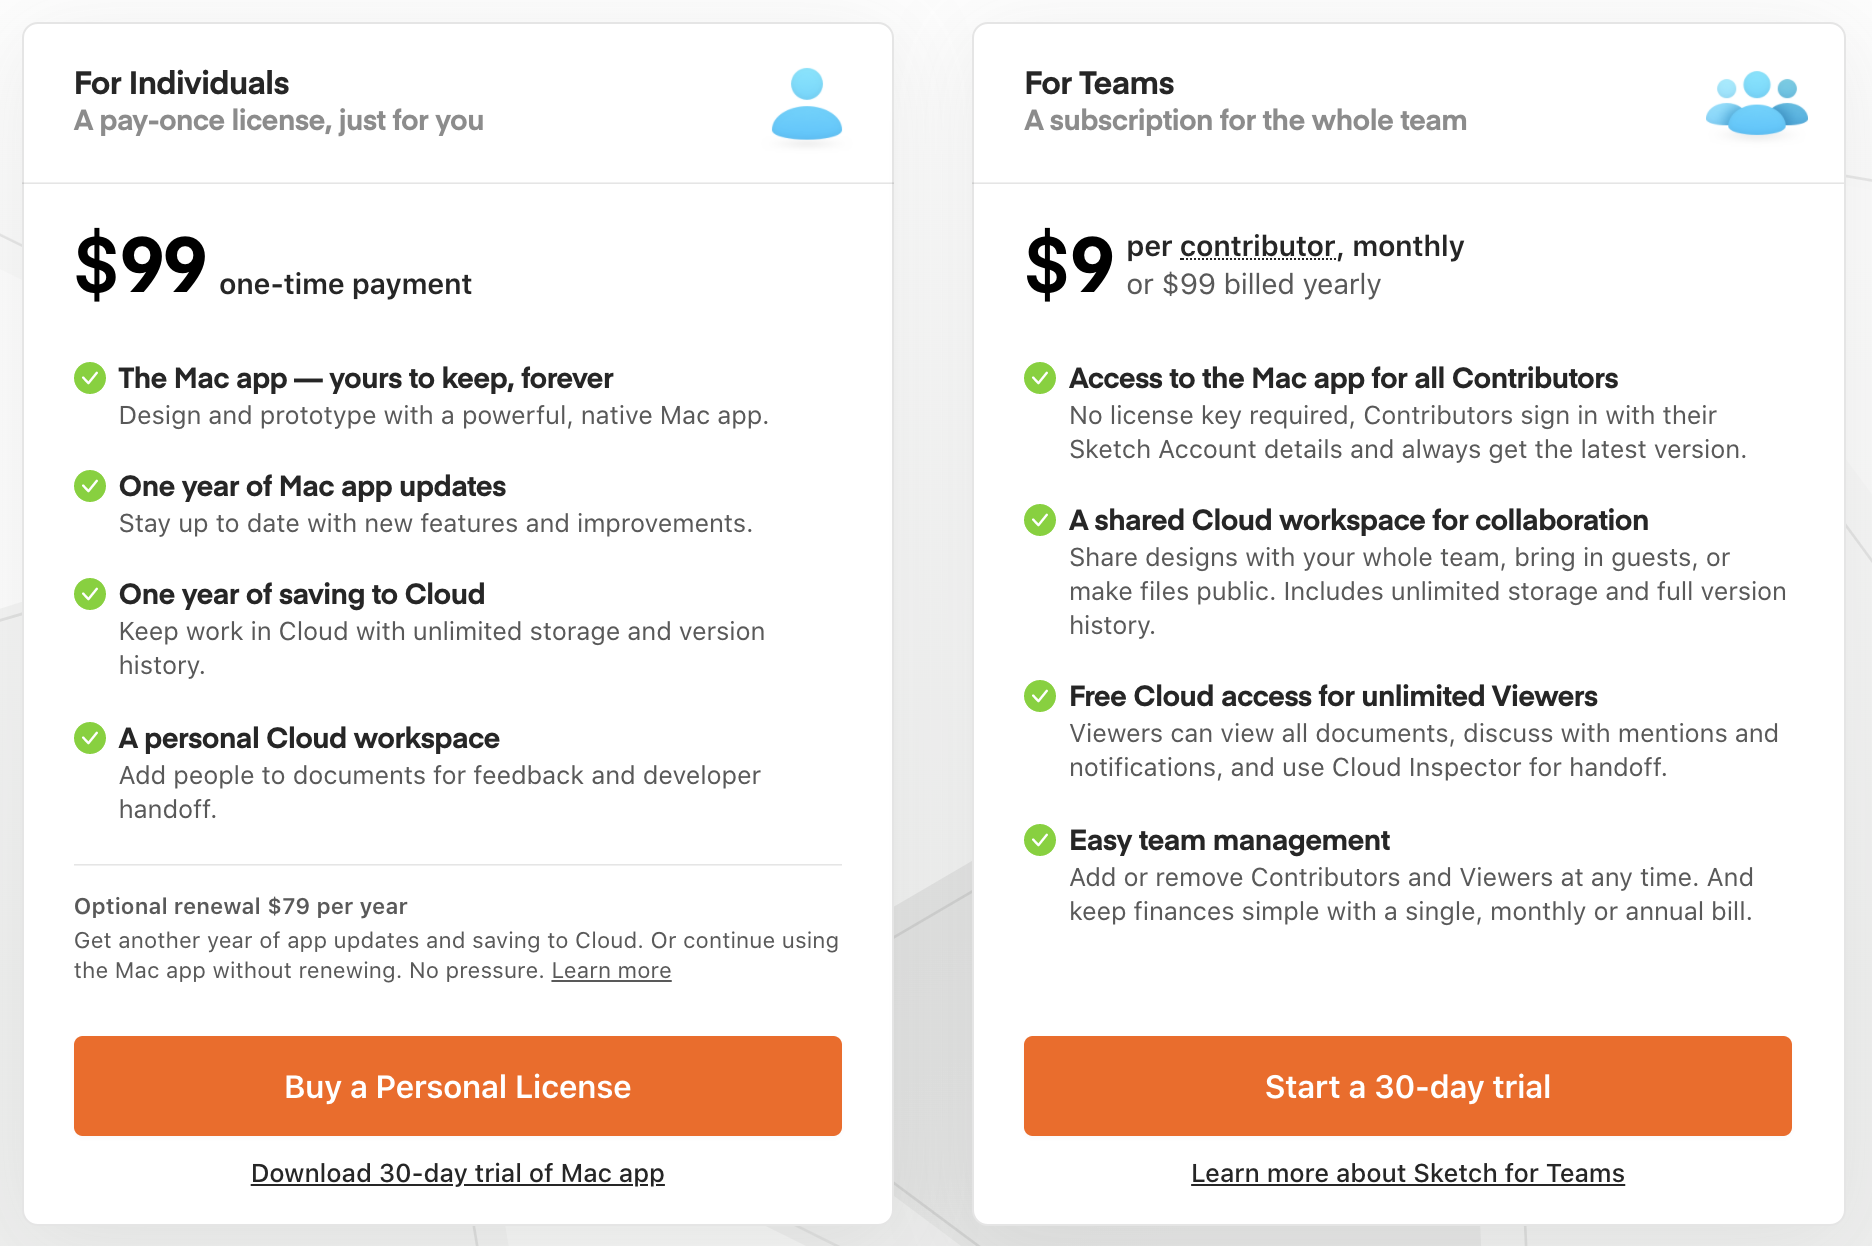 For Individuals
A pay-once license, just for you
$99 one-time payment
The Mac app — yours to keep, forever
Design and prototype with a powerful, native Mac app.
One year of Mac app updates
Stay up to date with new features and improvements.
One year of saving to Cloud
Keep work in Cloud with unlimited storage and version
history.
A personal Cloud workspace
Add people to documents for feedback and developer
handoff.
Optional renewal $79 per year
Get another year of app updates and saving to Cloud. Or continue using
the Mac app without renewing. No pressure. Learn more
Buy a Personal License
Download 30-day trial of Mac app
For Teams
A subscription for the whole team
$9 per contributor, monthly
or $99 billed yearly
Access to the Mac app for all Contributors
No license key required, Contributors sign in with their
Sketch Account details and always get the latest version.
A shared Cloud workspace for collaboration
Share designs with your whole team, bring in guests, or
make files public. Includes unlimited storage and full version
history.
Free Cloud access for unlimited Viewers
Viewers can view all documents, discuss with mentions and
notifications, and use Cloud Inspector for handoff.
Easy team management
Add or remove Contributors and Viewers at any time. And
keep finances simple with a single, monthly or annual bill.
Start a 30-day trial
Learn more about Sketch for Teams